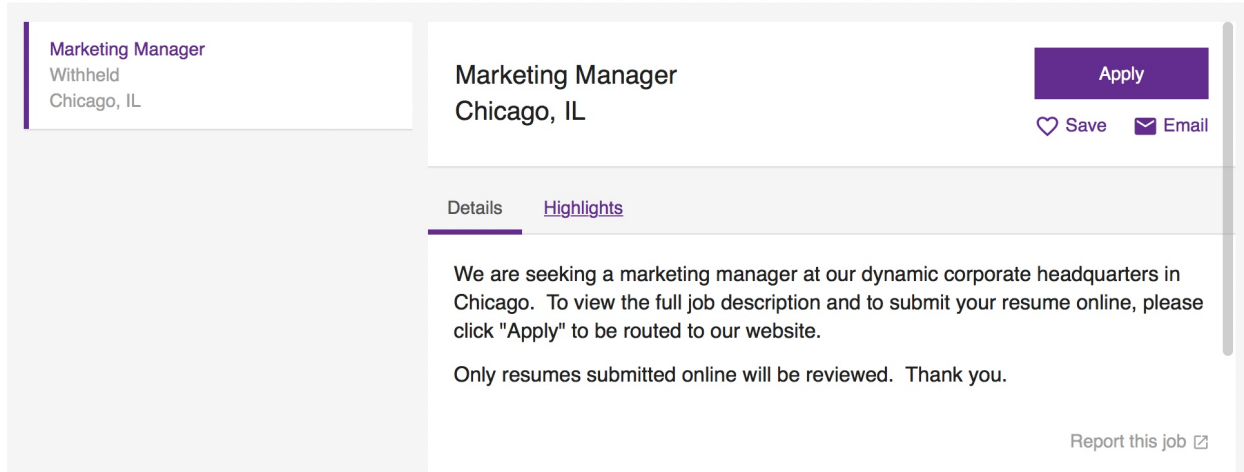 Marketing Manager
Withheld
Chicago, IL
Marketing Manager
Chicago, IL
Apply
Save
Email
Details
Highlights
We are seeking a marketing manager at our dynamic corporate headquarters in
Chicago.  To view the full job description and to submit your resume online, please
click "Apply" to be routed to our website.
Only resumes submitted online will be reviewed.  Thank you.
Report this job